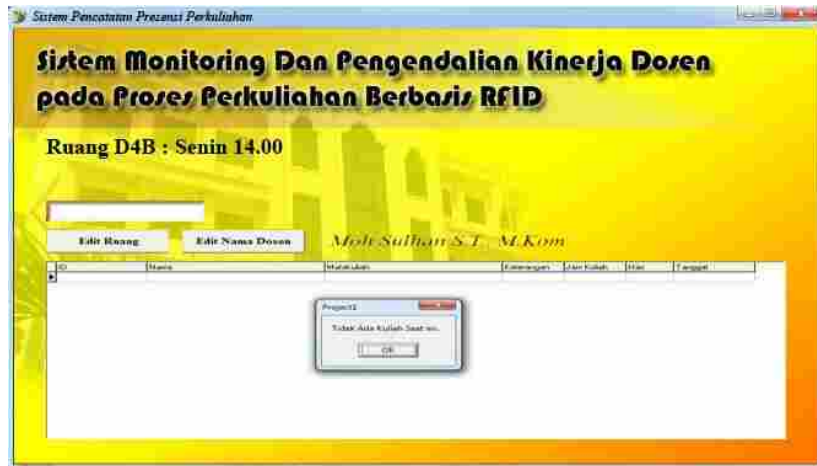 Sistem Pencatatan Prezensi Perkuliahan
Sistem Monitoring Dan Pengendalian Kinerja Dosen
pada Proses Perkuliahan Berbasis RFID
Ruang D4B : Senin 14.00
Edit Ruang Edit Nama Dosen Moh Sulhan S.T M.Kom
ID Nama Matakuliah Keterangan Jam Kuliah Hari Tanggal
Project1
Tidak Ada Kuliah Saat ini.
OK